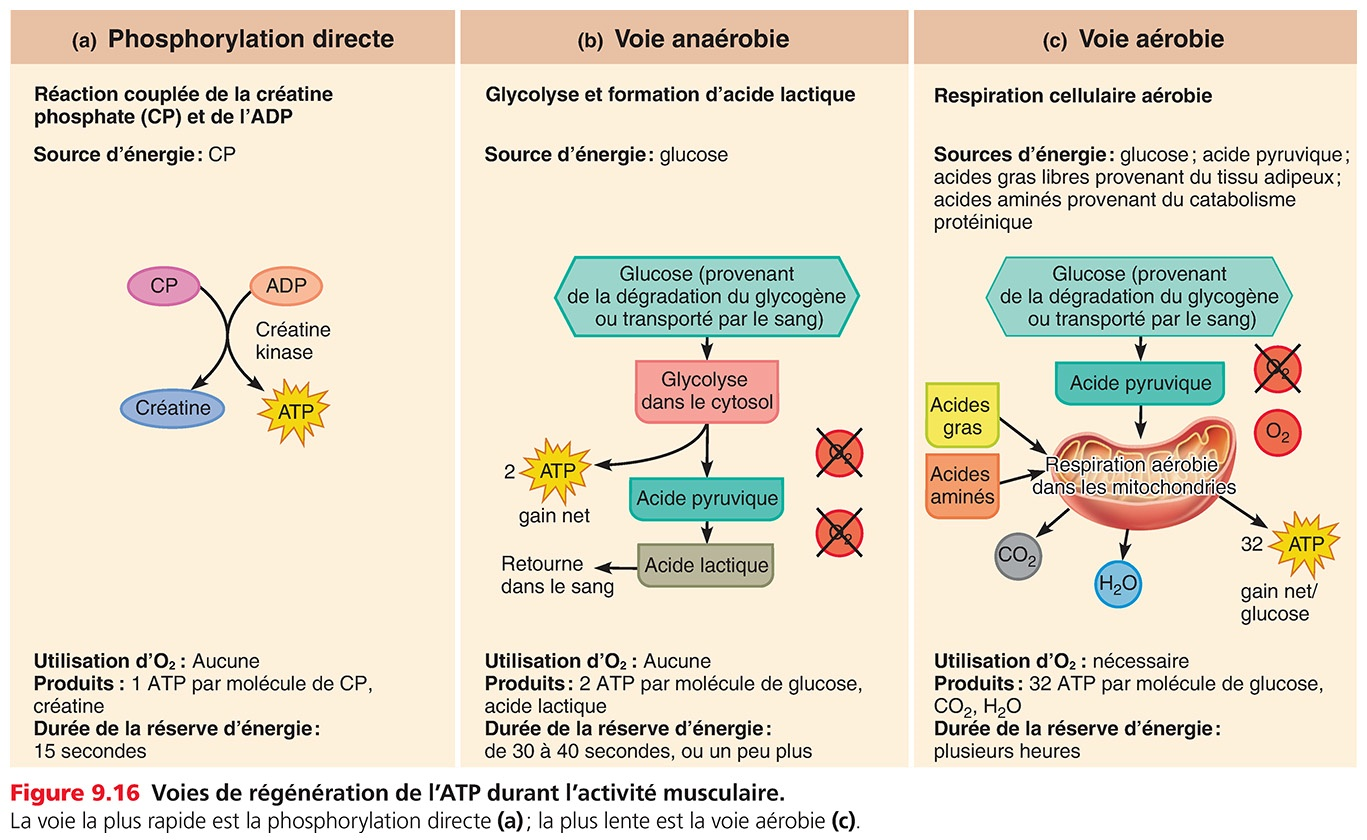 (a) Phosphorylation directe
Réaction couplée de la créatine
phosphate (CP) et de l'ADP
Source d'énergie : CP
CP
ADP
Créatine
kinase
Créatine
ATP
Utilisation d'O₂ : Aucune
Produits : 1 ATP par molécule de CP,
créatine
Durée de la réserve d'énergie :
15 secondes
(b) Voie anaérobie
Glycolyse et formation d'acide lactique
Source d'énergie : glucose
Glucose (provenant
de la dégradation du glycogène
ou transporté par le sang)
Glycolyse
dans le cytosol
O₂
2 ATP
gain net
Acide pyruvique
O₂
Retourne
dans le sang
Acide lactique
Utilisation d'O₂ : Aucune
Produits : 2 ATP par molécule de glucose,
acide lactique
Durée de la réserve d'énergie :
de 30 à 40 secondes, ou un peu plus
(c) Voie aérobie
Respiration cellulaire aérobie
Sources d'énergie : glucose ; acide pyruvique ;
acides gras libres provenant du tissu adipeux ;
acides aminés provenant du catabolisme
protéinique
Glucose (provenant
de la dégradation du glycogène
ou transporté par le sang)
O₂
Acide pyruvique
Acides
gras
O₂
Acides
aminés
Respiration aérobie
dans les mitochondries
CO₂
H₂O
32 ATP
gain net/
glucose
Utilisation d'O₂ : nécessaire
Produits : 32 ATP par molécule de glucose,
CO₂, H₂O
Durée de la réserve d'énergie :
plusieurs heures
Figure 9.16 Voies de régénération de l'ATP durant l'activité musculaire.
La voie la plus rapide est la phosphorylation directe (a) ; la plus lente est la voie aérobie (c).